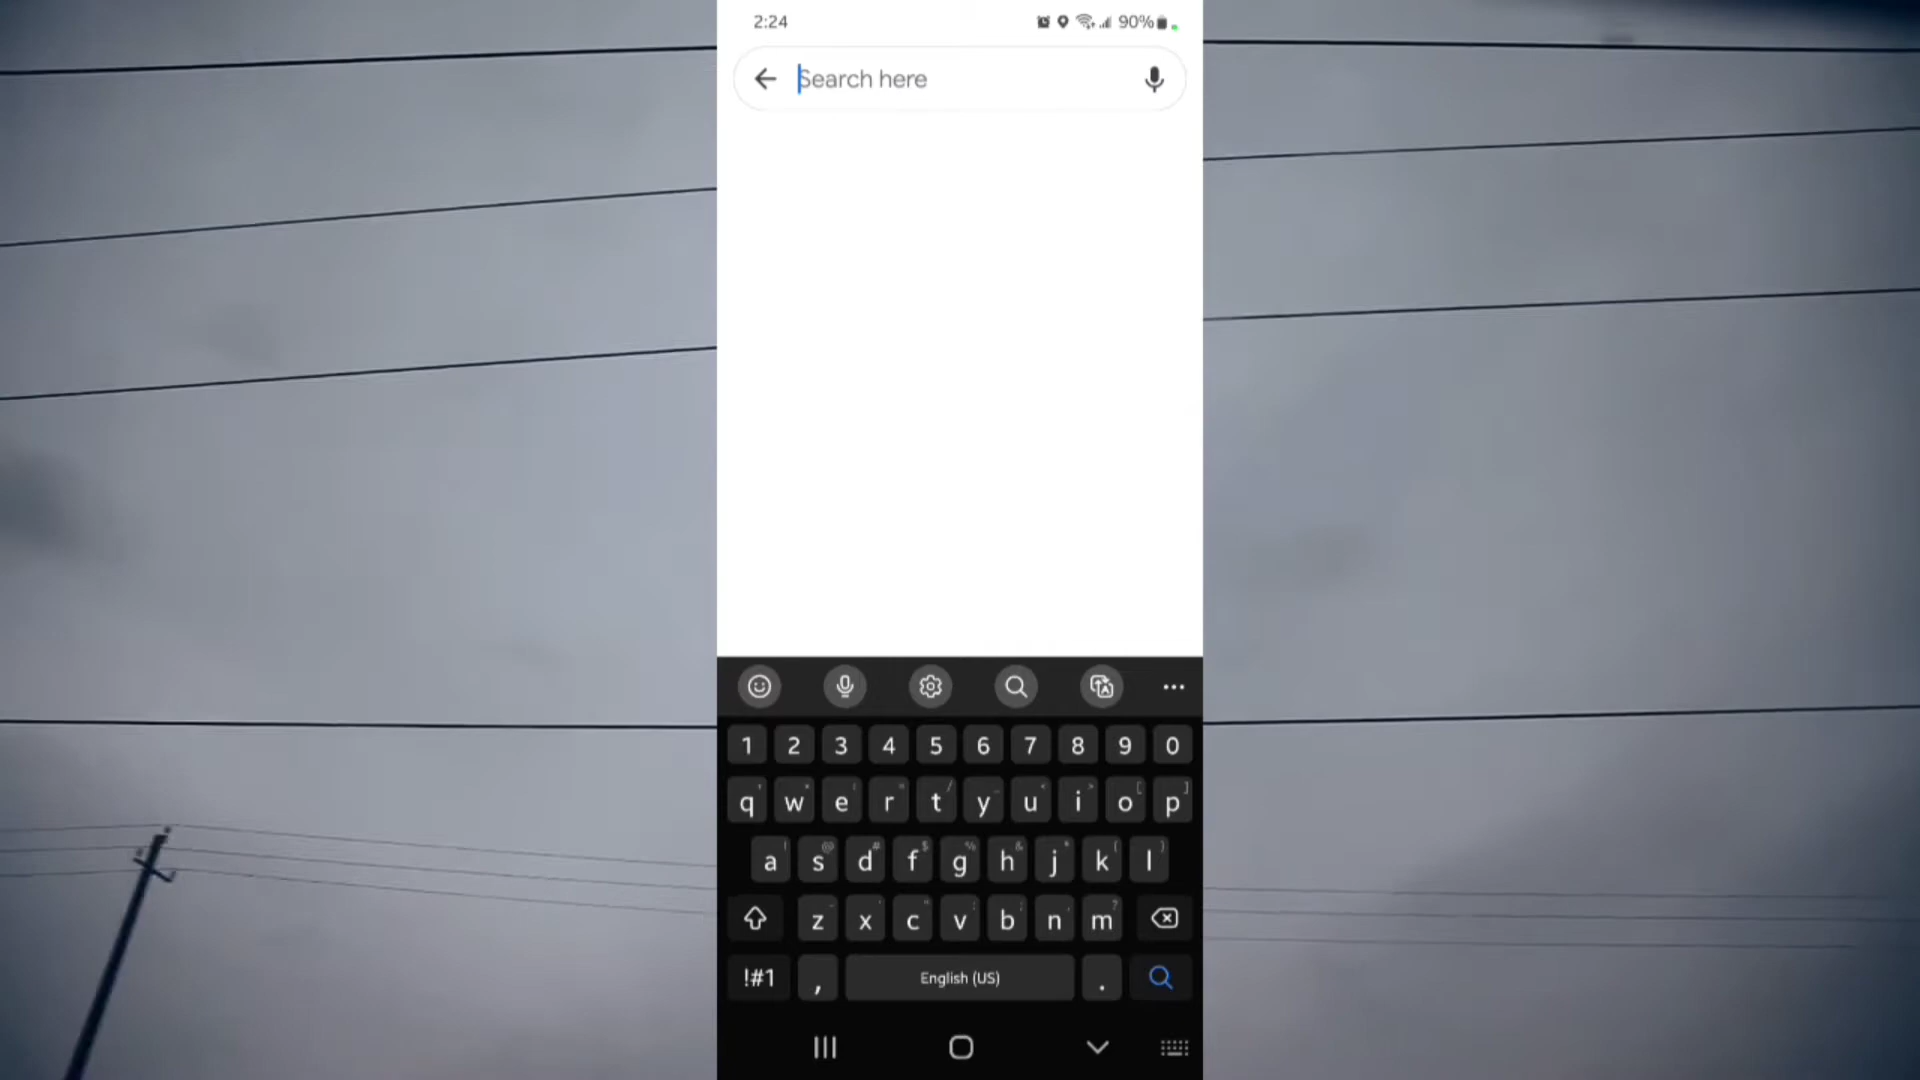 2:24
90%
Search here
1 2 3 4 5 6 7 8 9 0
q w e r t y u i o p
a s d f g h j k l
z x c v b n m
!#1 , English (US) .